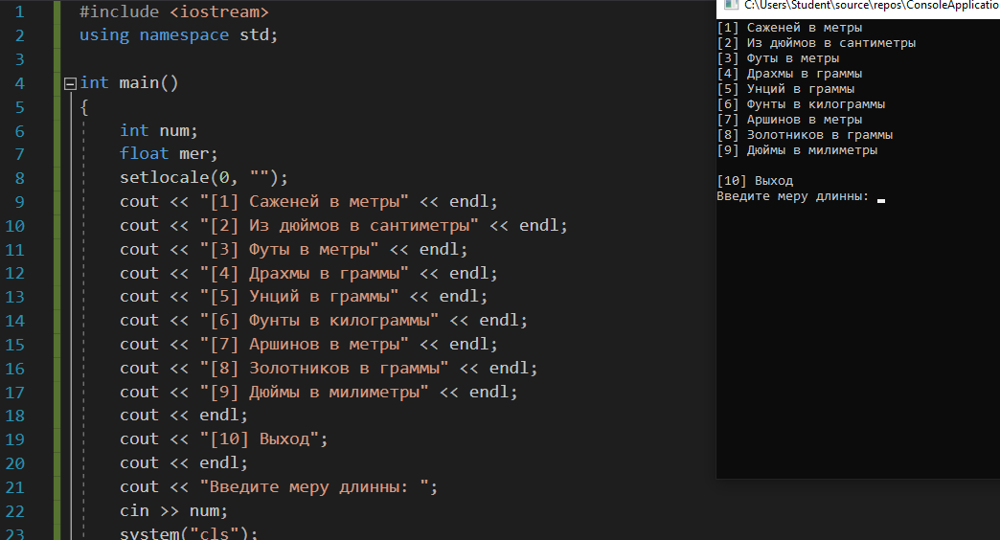 1 #include <iostream>
2 using namespace std;
3
4 int main()
5 {
6 int num;
7 float mer;
8 setlocale(0, "");
9 cout << "[1] Саженей в метры" << endl;
10 cout << "[2] Из дюймов в сантиметры" << endl;
11 cout << "[3] Футы в метры" << endl;
12 cout << "[4] Драхмы в граммы" << endl;
13 cout << "[5] Унций в граммы" << endl;
14 cout << "[6] Фунты в килограммы" << endl;
15 cout << "[7] Аршинов в метры" << endl;
16 cout << "[8] Золотников в граммы" << endl;
17 cout << "[9] Дюймы в милиметры" << endl;
18 cout << endl;
19 cout << "[10] Выход";
20 cout << endl;
21 cout << "Введите меру длинны: ";
22 cin >> num;
23 system("cls");
C:\Users\Student\source\repos\ConsoleApplication
[1] Саженей в метры
[2] Из дюймов в сантиметры
[3] Футы в метры
[4] Драхмы в граммы
[5] Унций в граммы
[6] Фунты в килограммы
[7] Аршинов в метры
[8] Золотников в граммы
[9] Дюймы в милиметры
[10] Выход
Введите меру длинны: